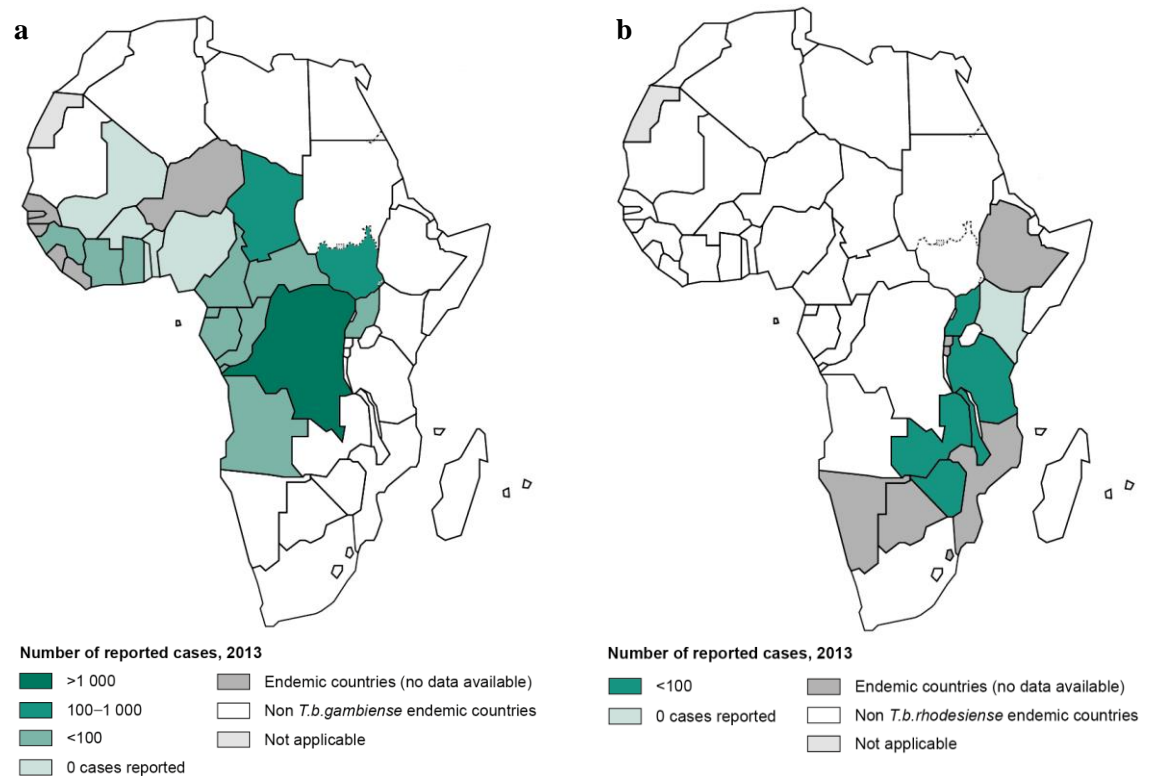 a
b
Number of reported cases, 2013
>1 000
100–1 000
<100
0 cases reported
Endemic countries (no data available)
Non T.b.gambiense endemic countries
Not applicable
Number of reported cases, 2013
<100
0 cases reported
Endemic countries (no data available)
Non T.b.rhodesiense endemic countries
Not applicable